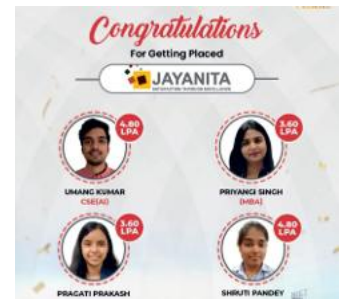 Congratulations
For Getting Placed
JAYANITA
4.80
LPA
3.60
LPA
UMANG KUMAR
CSE(AI)
PRIYANGI SINGH
(MBA)
3.60
LPA
4.80
LPA
PRAGATI PRAKASH
SHRUTI PANDEY